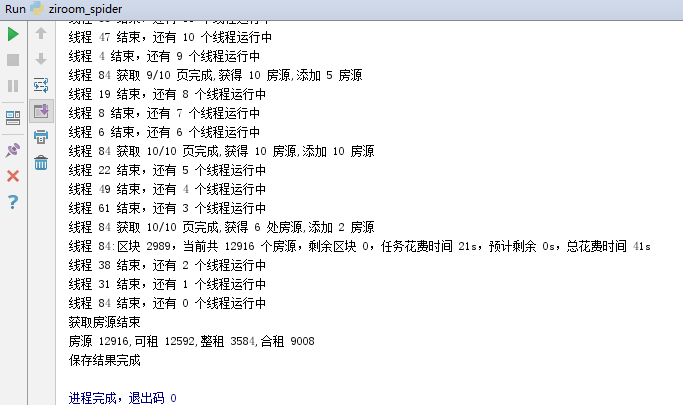 Run ziroom_spider
线程 47 结束, 还有 10 个线程运行中
线程 4 结束, 还有 9 个线程运行中
线程 84 获取 9/10 页完成,获得 10 房源,添加 5 房源
线程 19 结束, 还有 8 个线程运行中
线程 8 结束, 还有 7 个线程运行中
线程 6 结束, 还有 6 个线程运行中
线程 84 获取 10/10 页完成,获得 10 房源,添加 10 房源
线程 22 结束, 还有 5 个线程运行中
线程 49 结束, 还有 4 个线程运行中
线程 61 结束, 还有 3 个线程运行中
线程 84 获取 10/10 页完成,获得 6 处房源,添加 2 房源
线程 84:区块 2989, 当前共 12916 个房源, 剩余区块 0, 任务花费时间 21s, 预计剩余 0s, 总花费时间 41s
线程 38 结束, 还有 2 个线程运行中
线程 31 结束, 还有 1 个线程运行中
线程 84 结束, 还有 0 个线程运行中
获取房源结束
房源 12916,可租 12592,整租 3584,合租 9008
保存结果完成
进程完成, 退出码 0